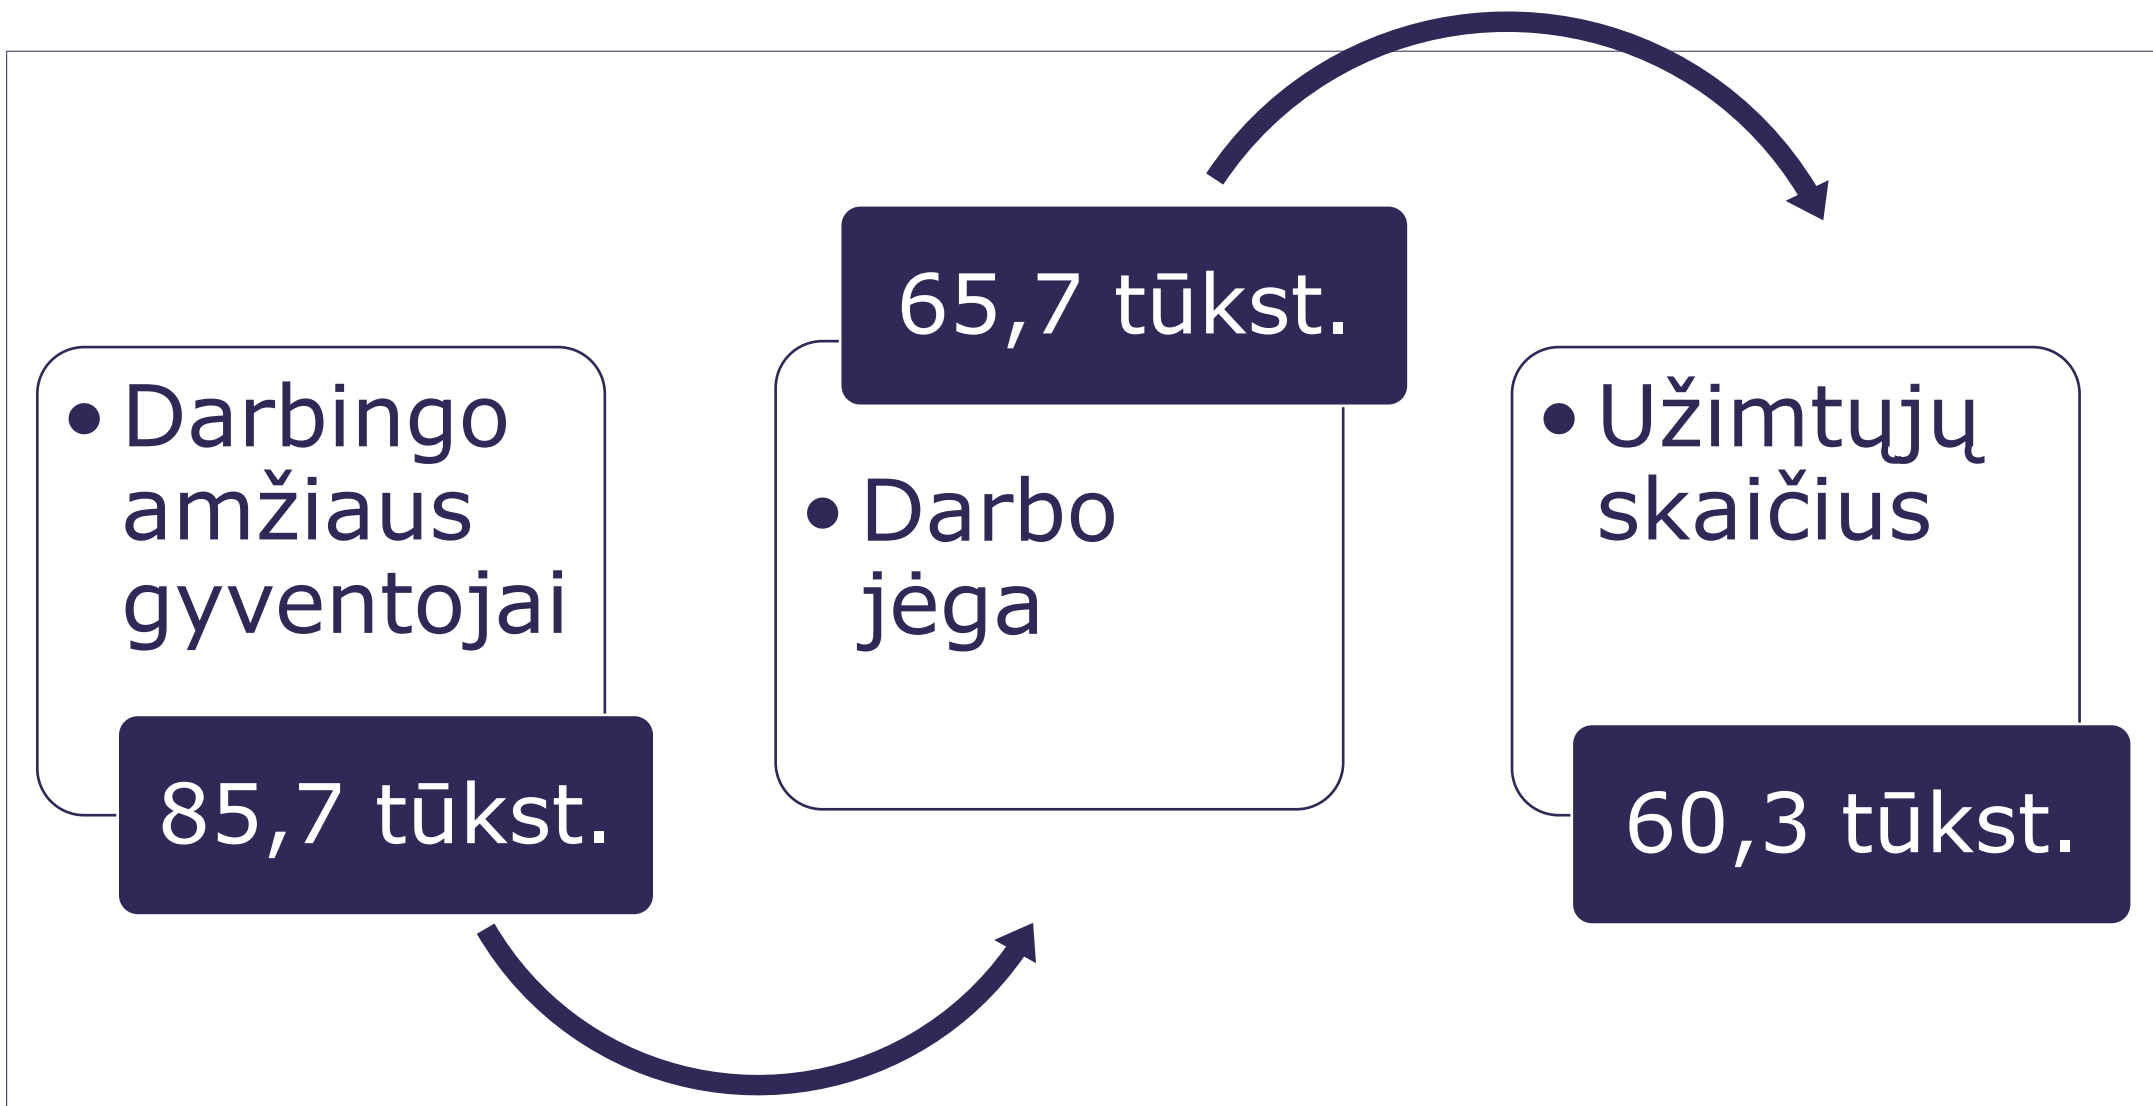 • Darbingo
amžiaus
gyventojai
85,7 tūkst.
65,7 tūkst.
• Darbo
jėga
• Užimtųjų
skaičius
60,3 tūkst.